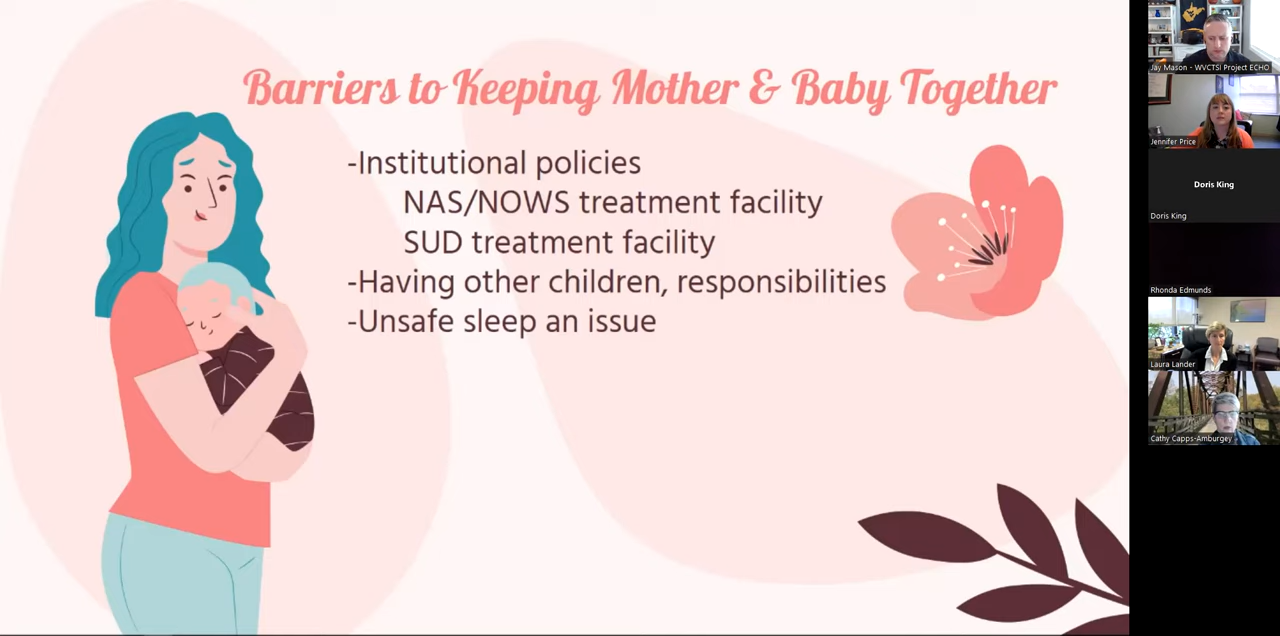 Barriers to Keeping Mother & Baby Together
-Institutional policies
NAS/NOWS treatment facility
SUD treatment facility
-Having other children, responsibilities
-Unsafe sleep an issue
Jay Mason - WVCTSI Project ECHO
Jennifer Price
Doris King
Doris King
Rhonda Edmunds
Laura Lander
Cathy Capps-Amburgey